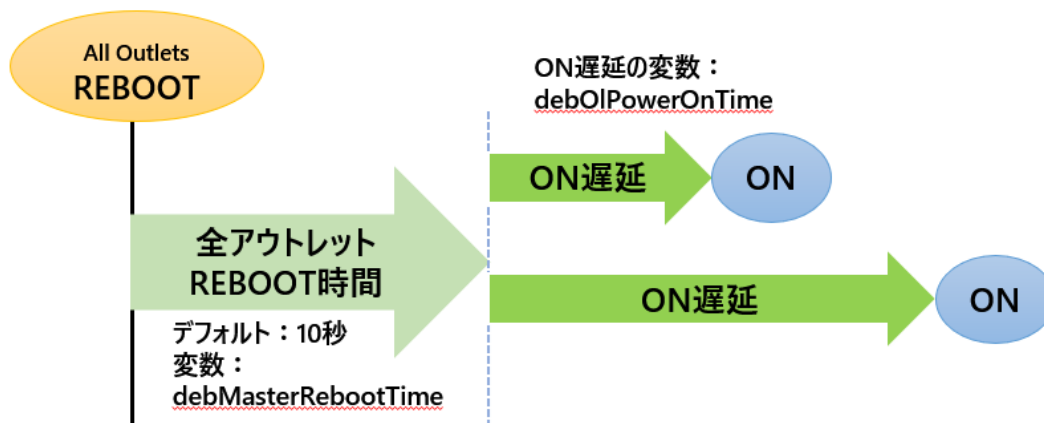 All Outlets
REBOOT
ON遅延の変数：
debOlPowerOnTime
ON遅延
ON
全アウトレット
REBOOT時間
ON遅延
ON
デフォルト：10秒
変数：
debMasterRebootTime